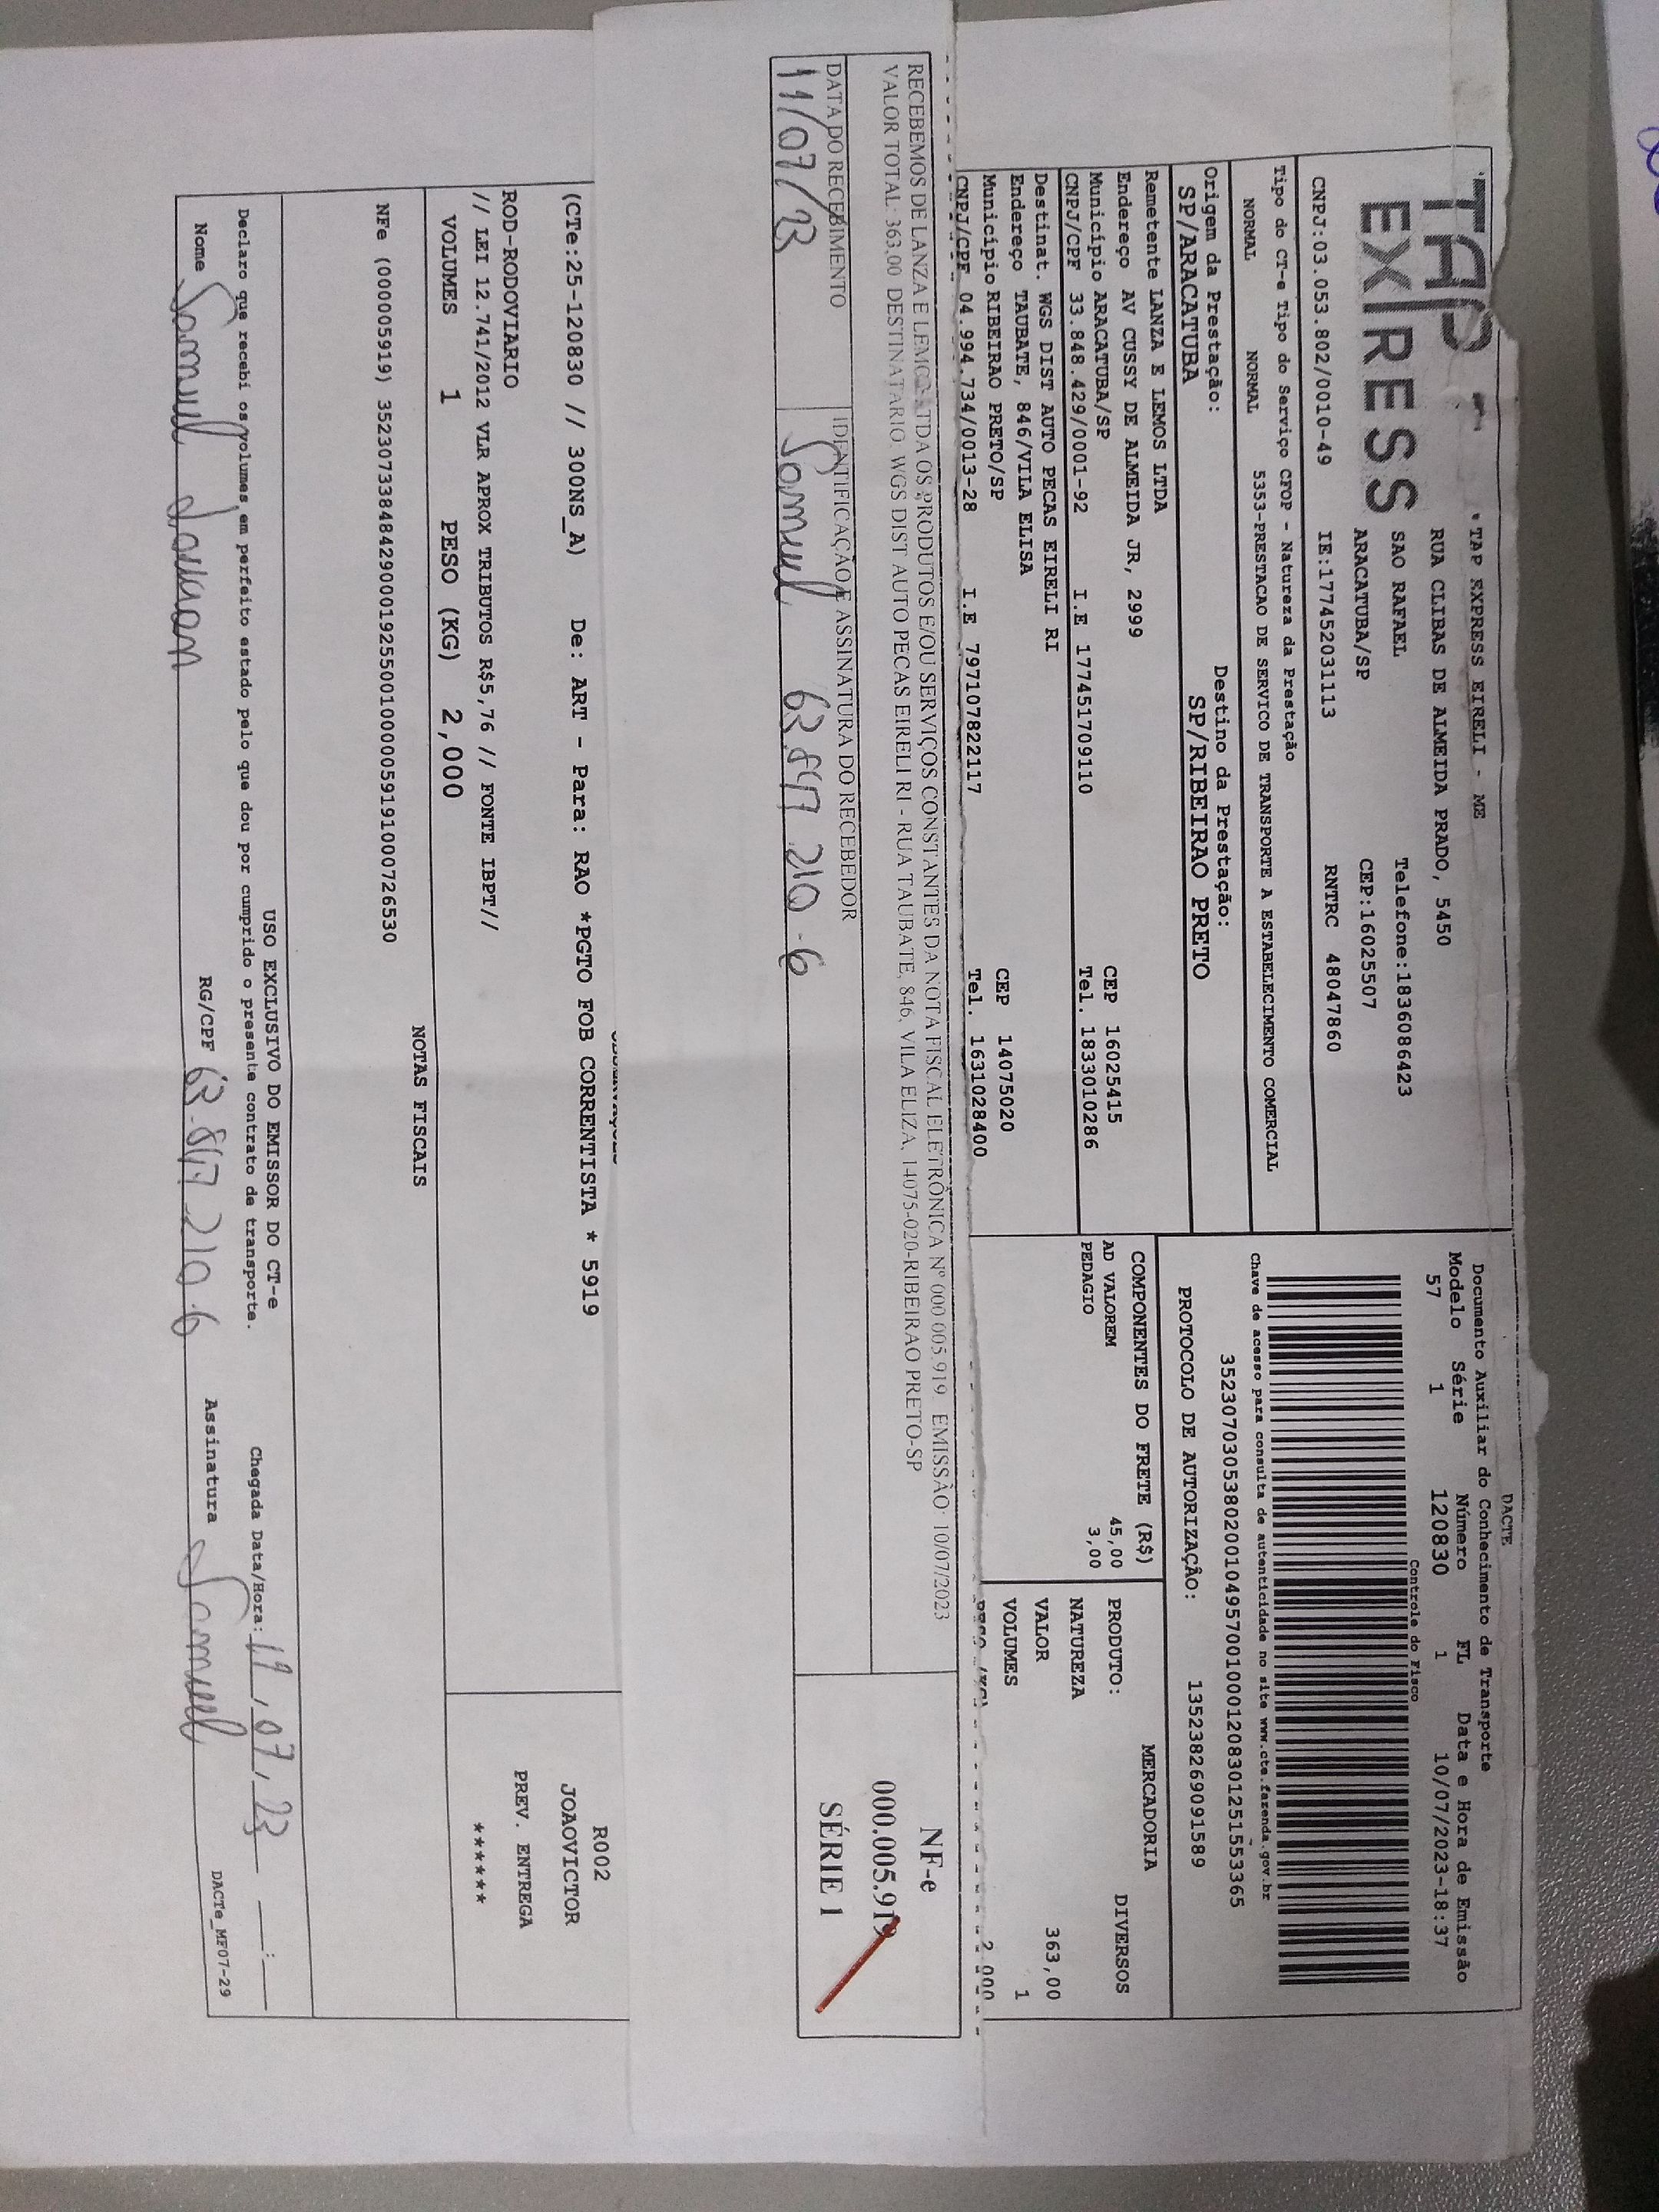 DACTE
TAP EXPRESS
TAP EXPRESS EIRELI - ME
RUA CLIBAS DE ALMEIDA PRADO, 5450
SAO RAFAEL Telefone:1836086423
ARACATUBA/SP CEP:16025507
CNPJ:03.053.802/0010-49 IE:177452031113 RNTRC 48047860
Tipo do CT-e Tipo do Serviço CFOP - Natureza da Prestação
NORMAL NORMAL 5353-PRESTACAO DE SERVICO DE TRANSPORTE A ESTABELECIMENTO COMERCIAL
Origem da Prestação: Destino da Prestação:
SP/ARACATUBA SP/RIBEIRAO PRETO
Documento Auxiliar do Conhecimento de Transporte
Modelo Série Número FL Data e Hora de Emissão
57 1 120830 1 10/07/2023-18:37
Controle do Fisco
Chave de acesso para consulta de autenticidade no site www.cte.fazenda.gov.br
35230703053802001049570010001208301251553365
PROTOCOLO DE AUTORIZAÇÃO: 135238269091589
Remetente LANZA E LEMOS LTDA
Endereço AV CUSSY DE ALMEIDA JR, 2999
Município ARACATUBA/SP CEP 16025415
CNPJ/CPF 33.848.429/0001-92 I.E 177451709110 Tel. 1833010286
Destinat. WGS DIST AUTO PECAS EIRELI RI
Endereço TAUBATE, 846/VILA ELISA
Município RIBEIRAO PRETO/SP CEP 14075020
CNPJ/CPF 04.994.734/0013-28 I.E 797107822117 Tel. 1631028400
COMPONENTES DO FRETE (R$)
AD VALOREM 45,00
PEDAGIO 3,00
MERCADORIA
PRODUTO: DIVERSOS
NATUREZA
VALOR 363,00
VOLUMES 1
PESO (KG) 2,000
RECEBEMOS DE LANZA E LEMOS LTDA OS PRODUTOS E/OU SERVIÇOS CONSTANTES DA NOTA FISCAL ELETRÔNICA Nº 000.005.919 EMISSÃO: 10/07/2023
VALOR TOTAL: 363,00 DESTINATARIO: WGS DIST AUTO PECAS EIRELI RI - RUA TAUBATE, 846, VILA ELIZA, 14075-020-RIBEIRAO PRETO-SP
DATA DO RECEBIMENTO IDENTIFICAÇÃO E ASSINATURA DO RECEBEDOR
11/07/23 Samuel 63.817.210-6
NF-e
000.005.919
SÉRIE 1
(CTe:25-120830 // 300NS_A) De: ART - Para: RAO *PGTO FOB CORRENTISTA * 5919
ROD-RODOVIARIO
// LEI 12.741/2012 VLR APROX TRIBUTOS R$5,76 // FONTE IBPT//
R002
JOAOVICTOR
PREV. ENTREGA
*******
VOLUMES 1 PESO (KG) 2,000
NOTAS FISCAIS
NFe (000005919) 35230733848429000192550010000059191000726530
USO EXCLUSIVO DO EMISSOR DO CT-e
Declaro que recebi os volumes em perfeito estado pelo que dou por cumprido o presente contrato de transporte. Chegada Data/Hora: 19/07/23 __:__
Nome Samuel RG/CPF 63.817.210.6 Assinatura Samuel
DACTe_MF07-29